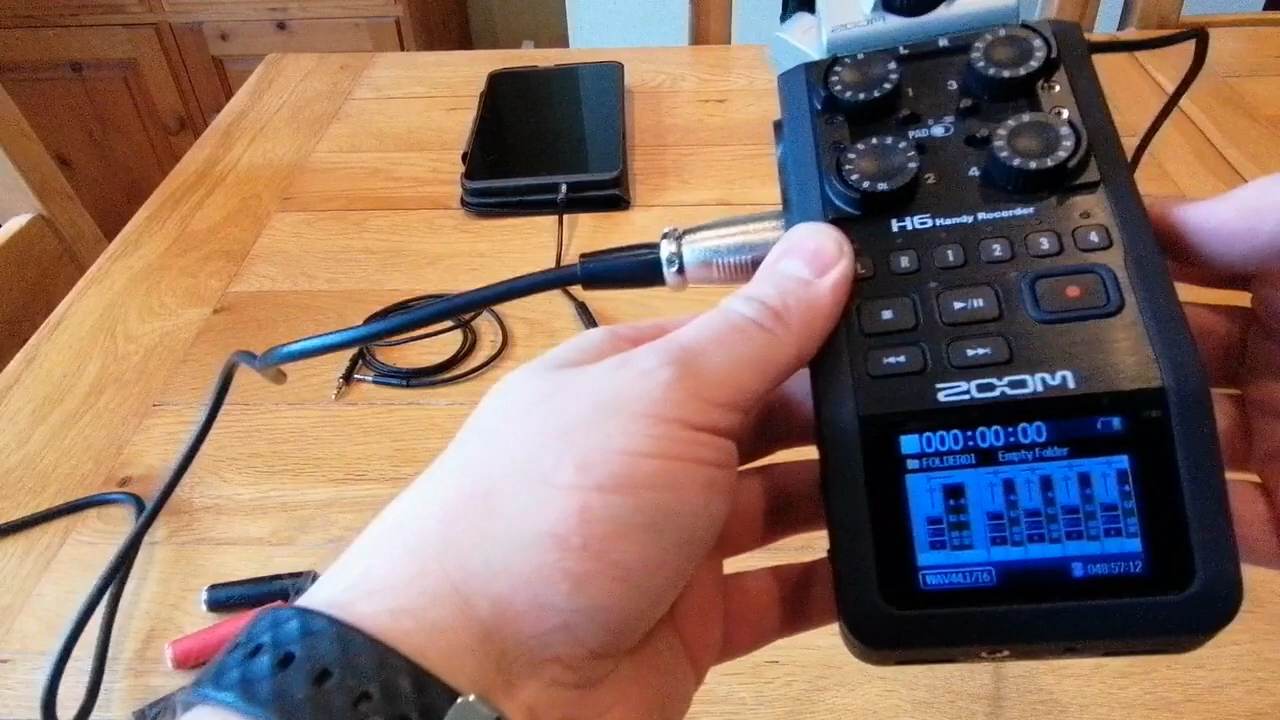 ZOOM
L R
1 3
PAD
2 4
H6 Handy Recorder
L R 1 2 3 4
ZOOM
000:00:00
FOLDER01 Empty Folder
WAV44.1/16 048:57:12